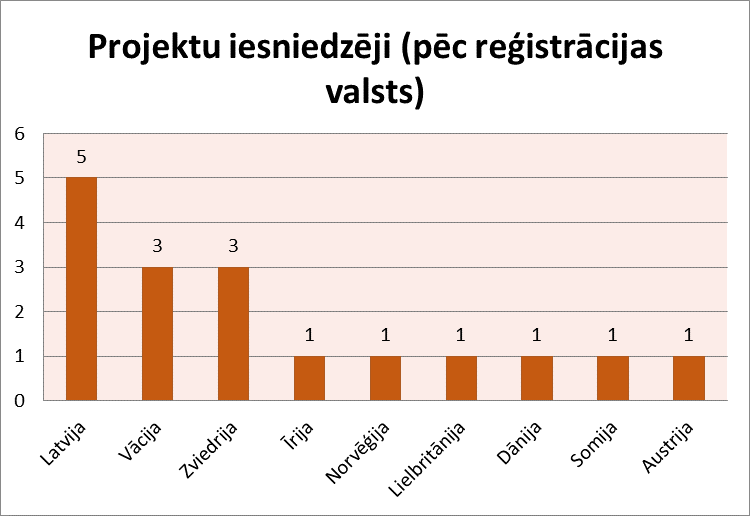 Projektu iesniedzēji (pēc reģistrācijas
valsts)
6
5
4
3
2
1
0
5
3
3
1
1
1
1
1
1
Latvija
Vācija
Zviedrija
Īrija
Norvēģija
Lielbritānija
Dānija
Somija
Austrija